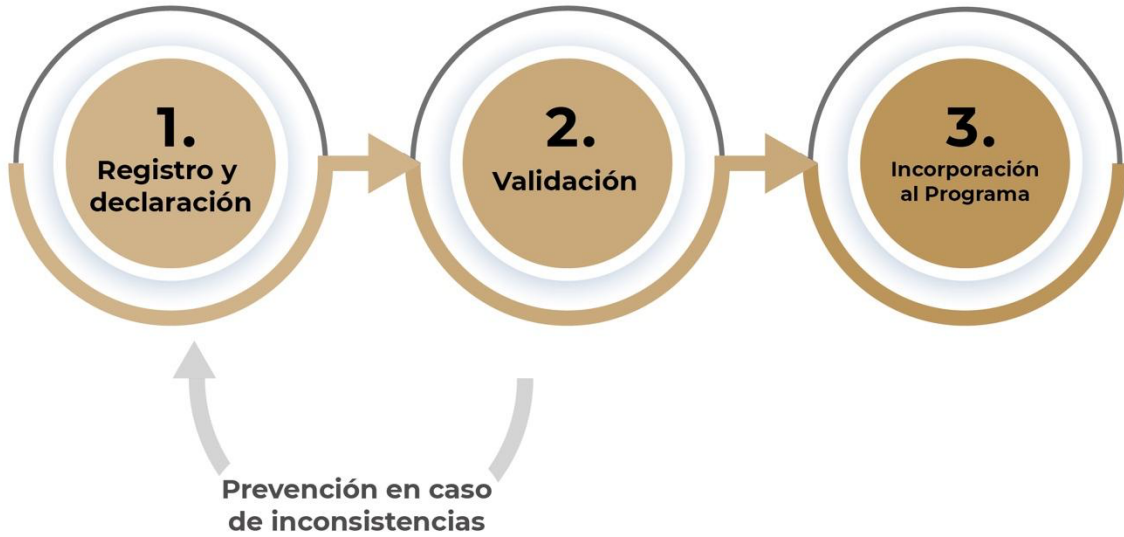 1.
Registro y
declaración
2.
Validación
3.
Incorporación
al Programa
Prevención en caso
de inconsistencias